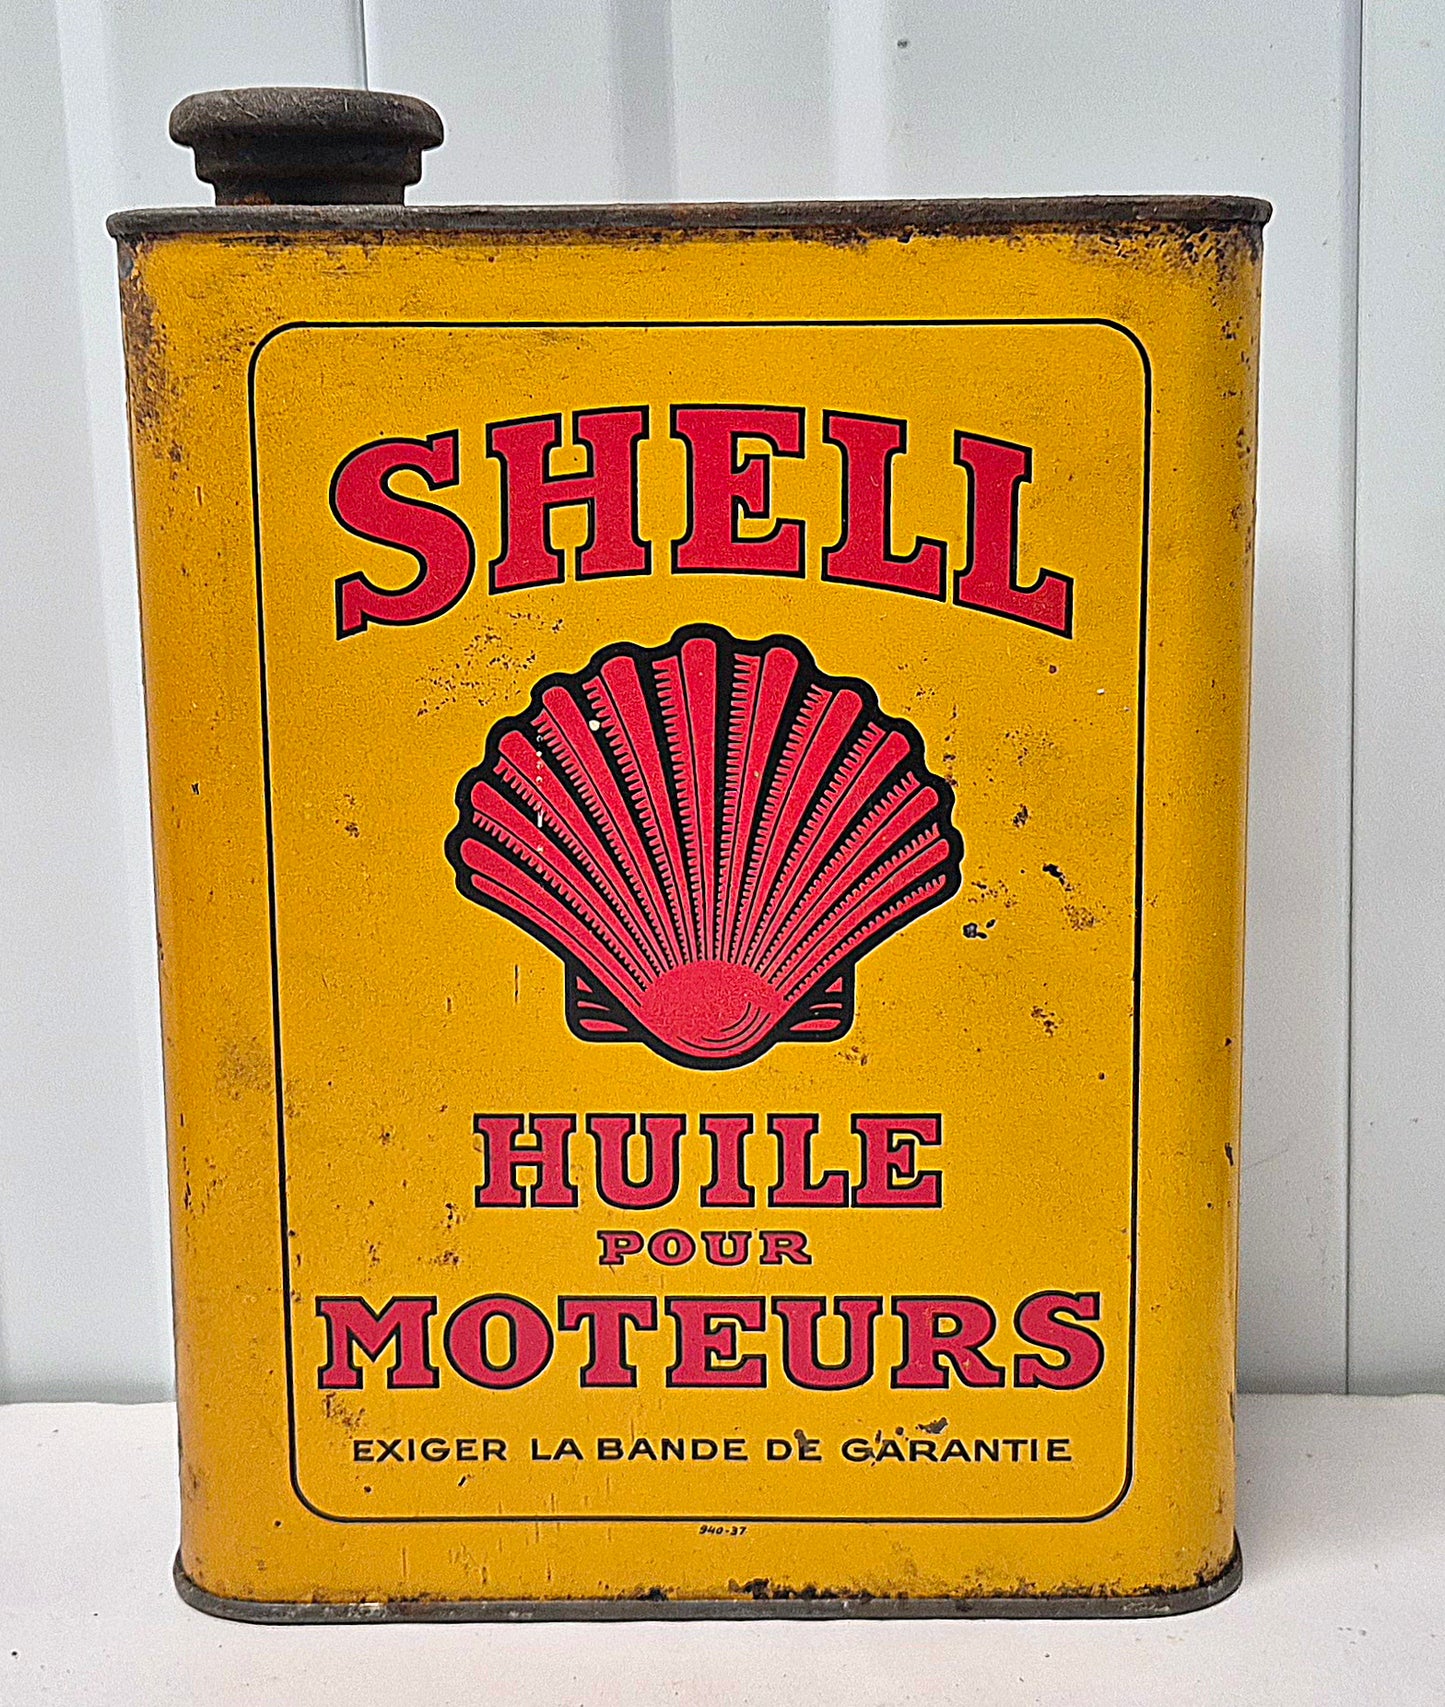 SHELL
HUILE
POUR
MOTEURS
EXIGER LA BANDE DE GARANTIE
940-37